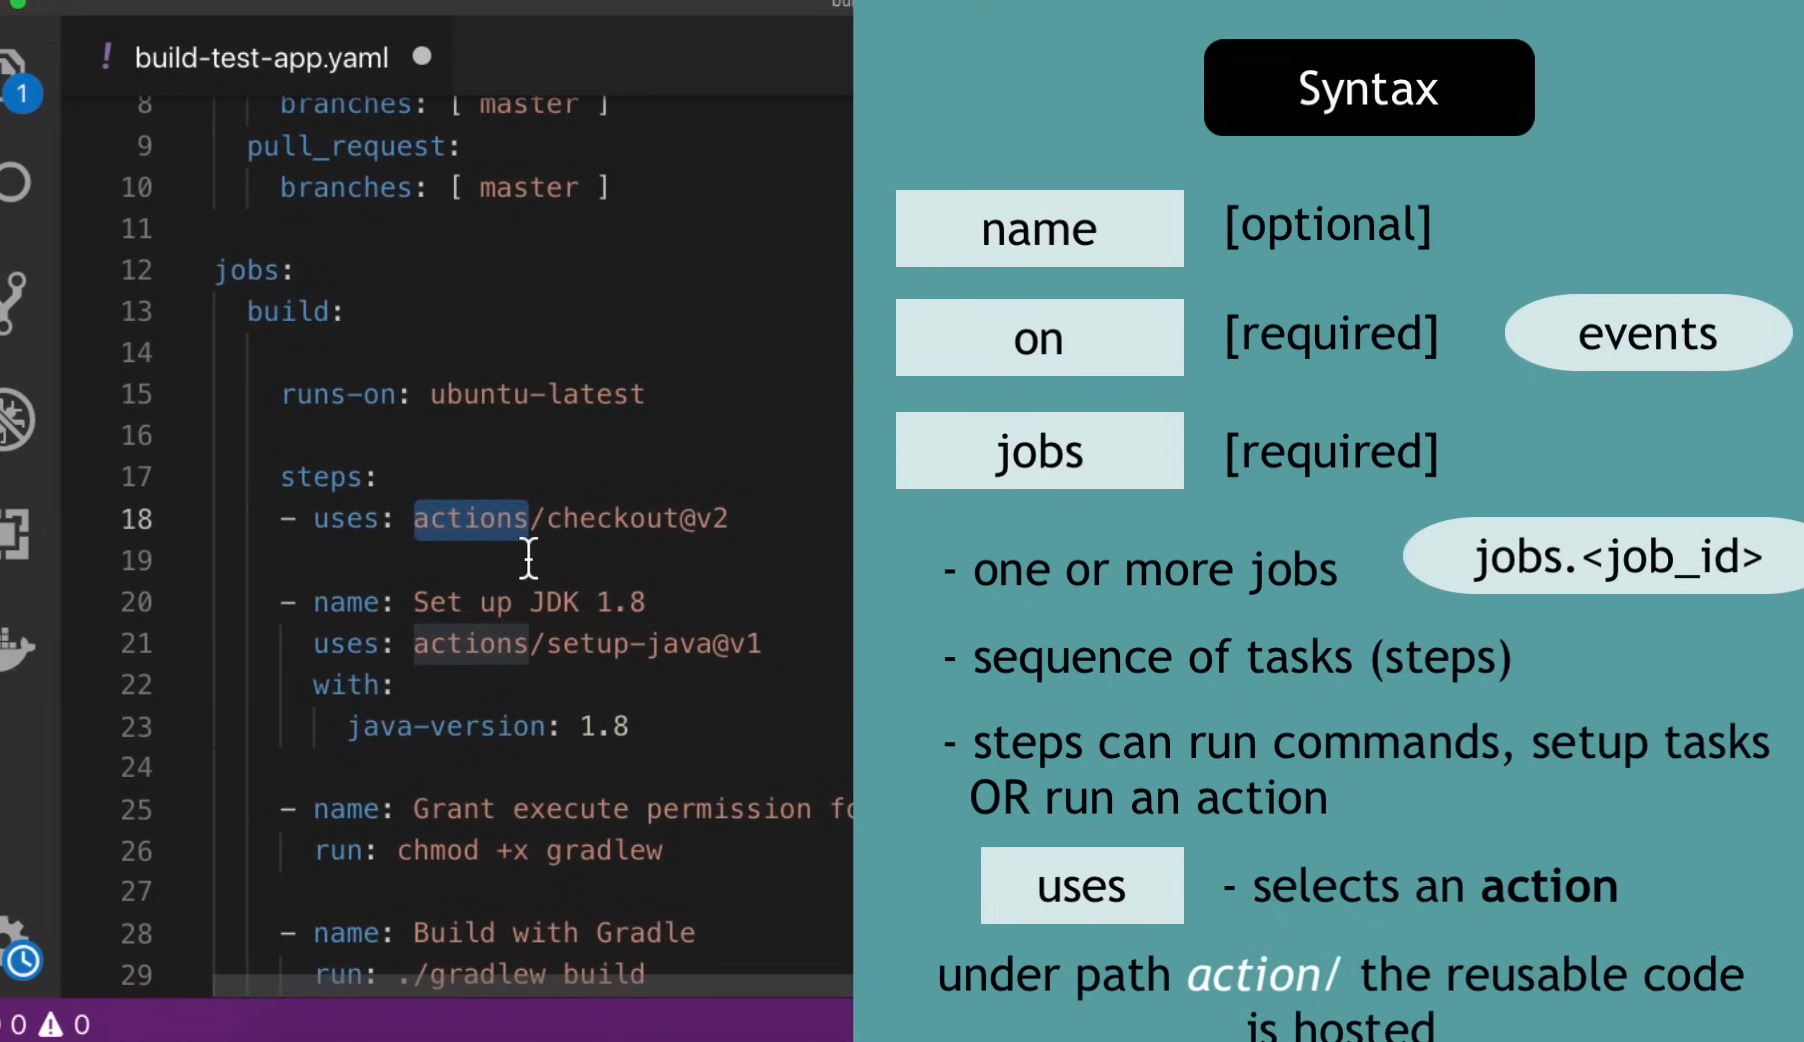 ! build-test-app.yaml
1
8 branches: [ master ]
9 pull_request:
10 branches: [ master ]
11
12 jobs:
13 build:
14
15 runs-on: ubuntu-latest
16
17 steps:
18 - uses: actions/checkout@v2
19
20 - name: Set up JDK 1.8
21 uses: actions/setup-java@v1
22 with:
23 java-version: 1.8
24
25 - name: Grant execute permission
26 run: chmod +x gradlew
27
28 - name: Build with Gradle
29 run: ./gradlew build
0 0
Syntax
name [optional]
on [required] events
jobs [required]
- one or more jobs jobs.<job_id>
- sequence of tasks (steps)
- steps can run commands, setup tasks
OR run an action
uses - selects an action
under path action/ the reusable code
is hosted